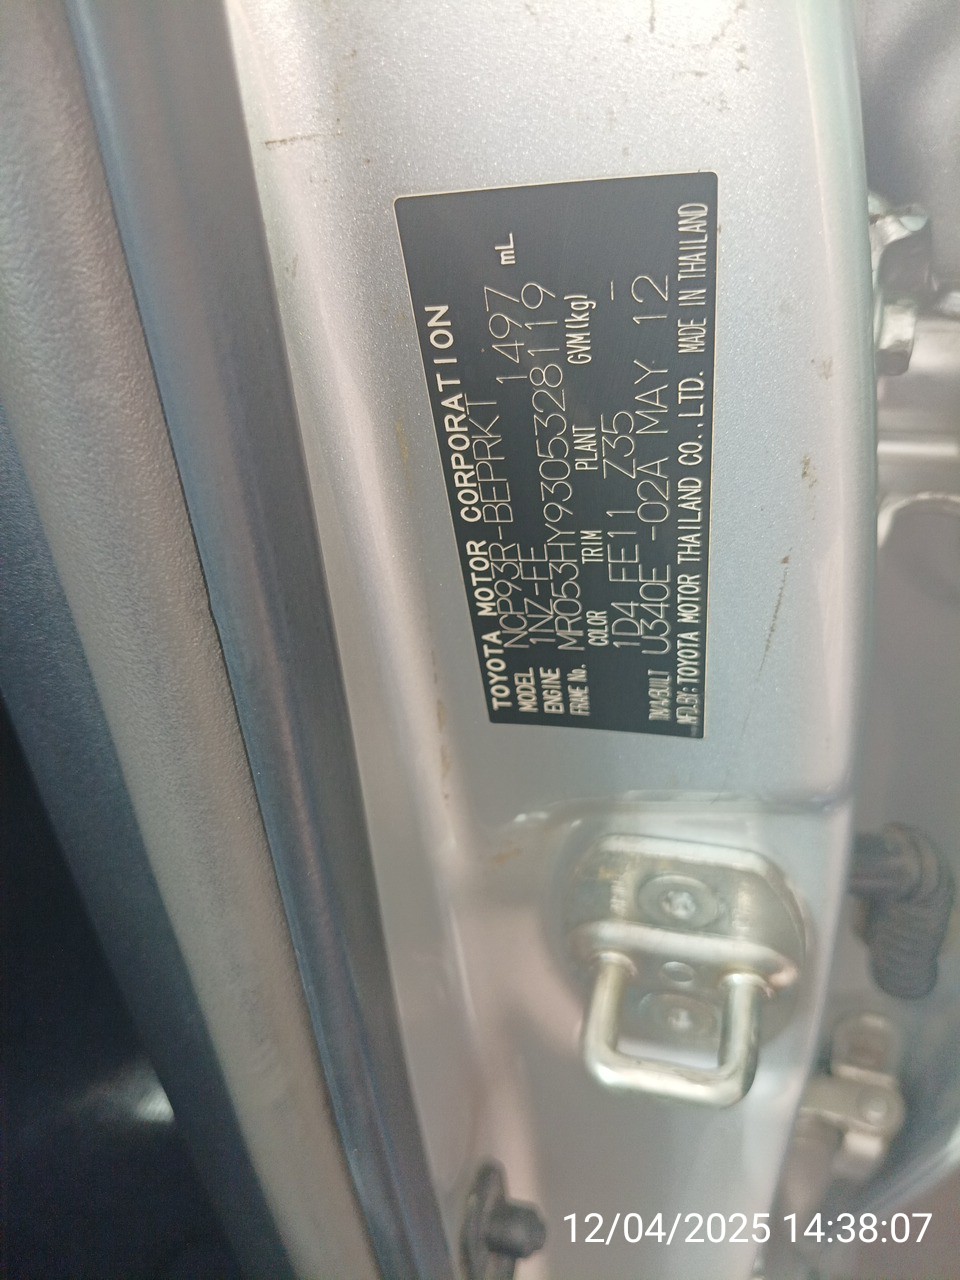 TOYOTA MOTOR CORPORATION
MODEL NCP93R-BEPRKT 1497 mL
ENGINE 1NZ-FE
FRAME No. MR053HY9305328119
COLOR TRIM PLANT GVM(kg)
1D4 FE11 Z35 -
T/M/A/BUILT U340E -02A MAY 12
MFD.BY:TOYOTA MOTOR THAILAND CO.,LTD. MADE IN THAILAND
12/04/2025 14:38:07